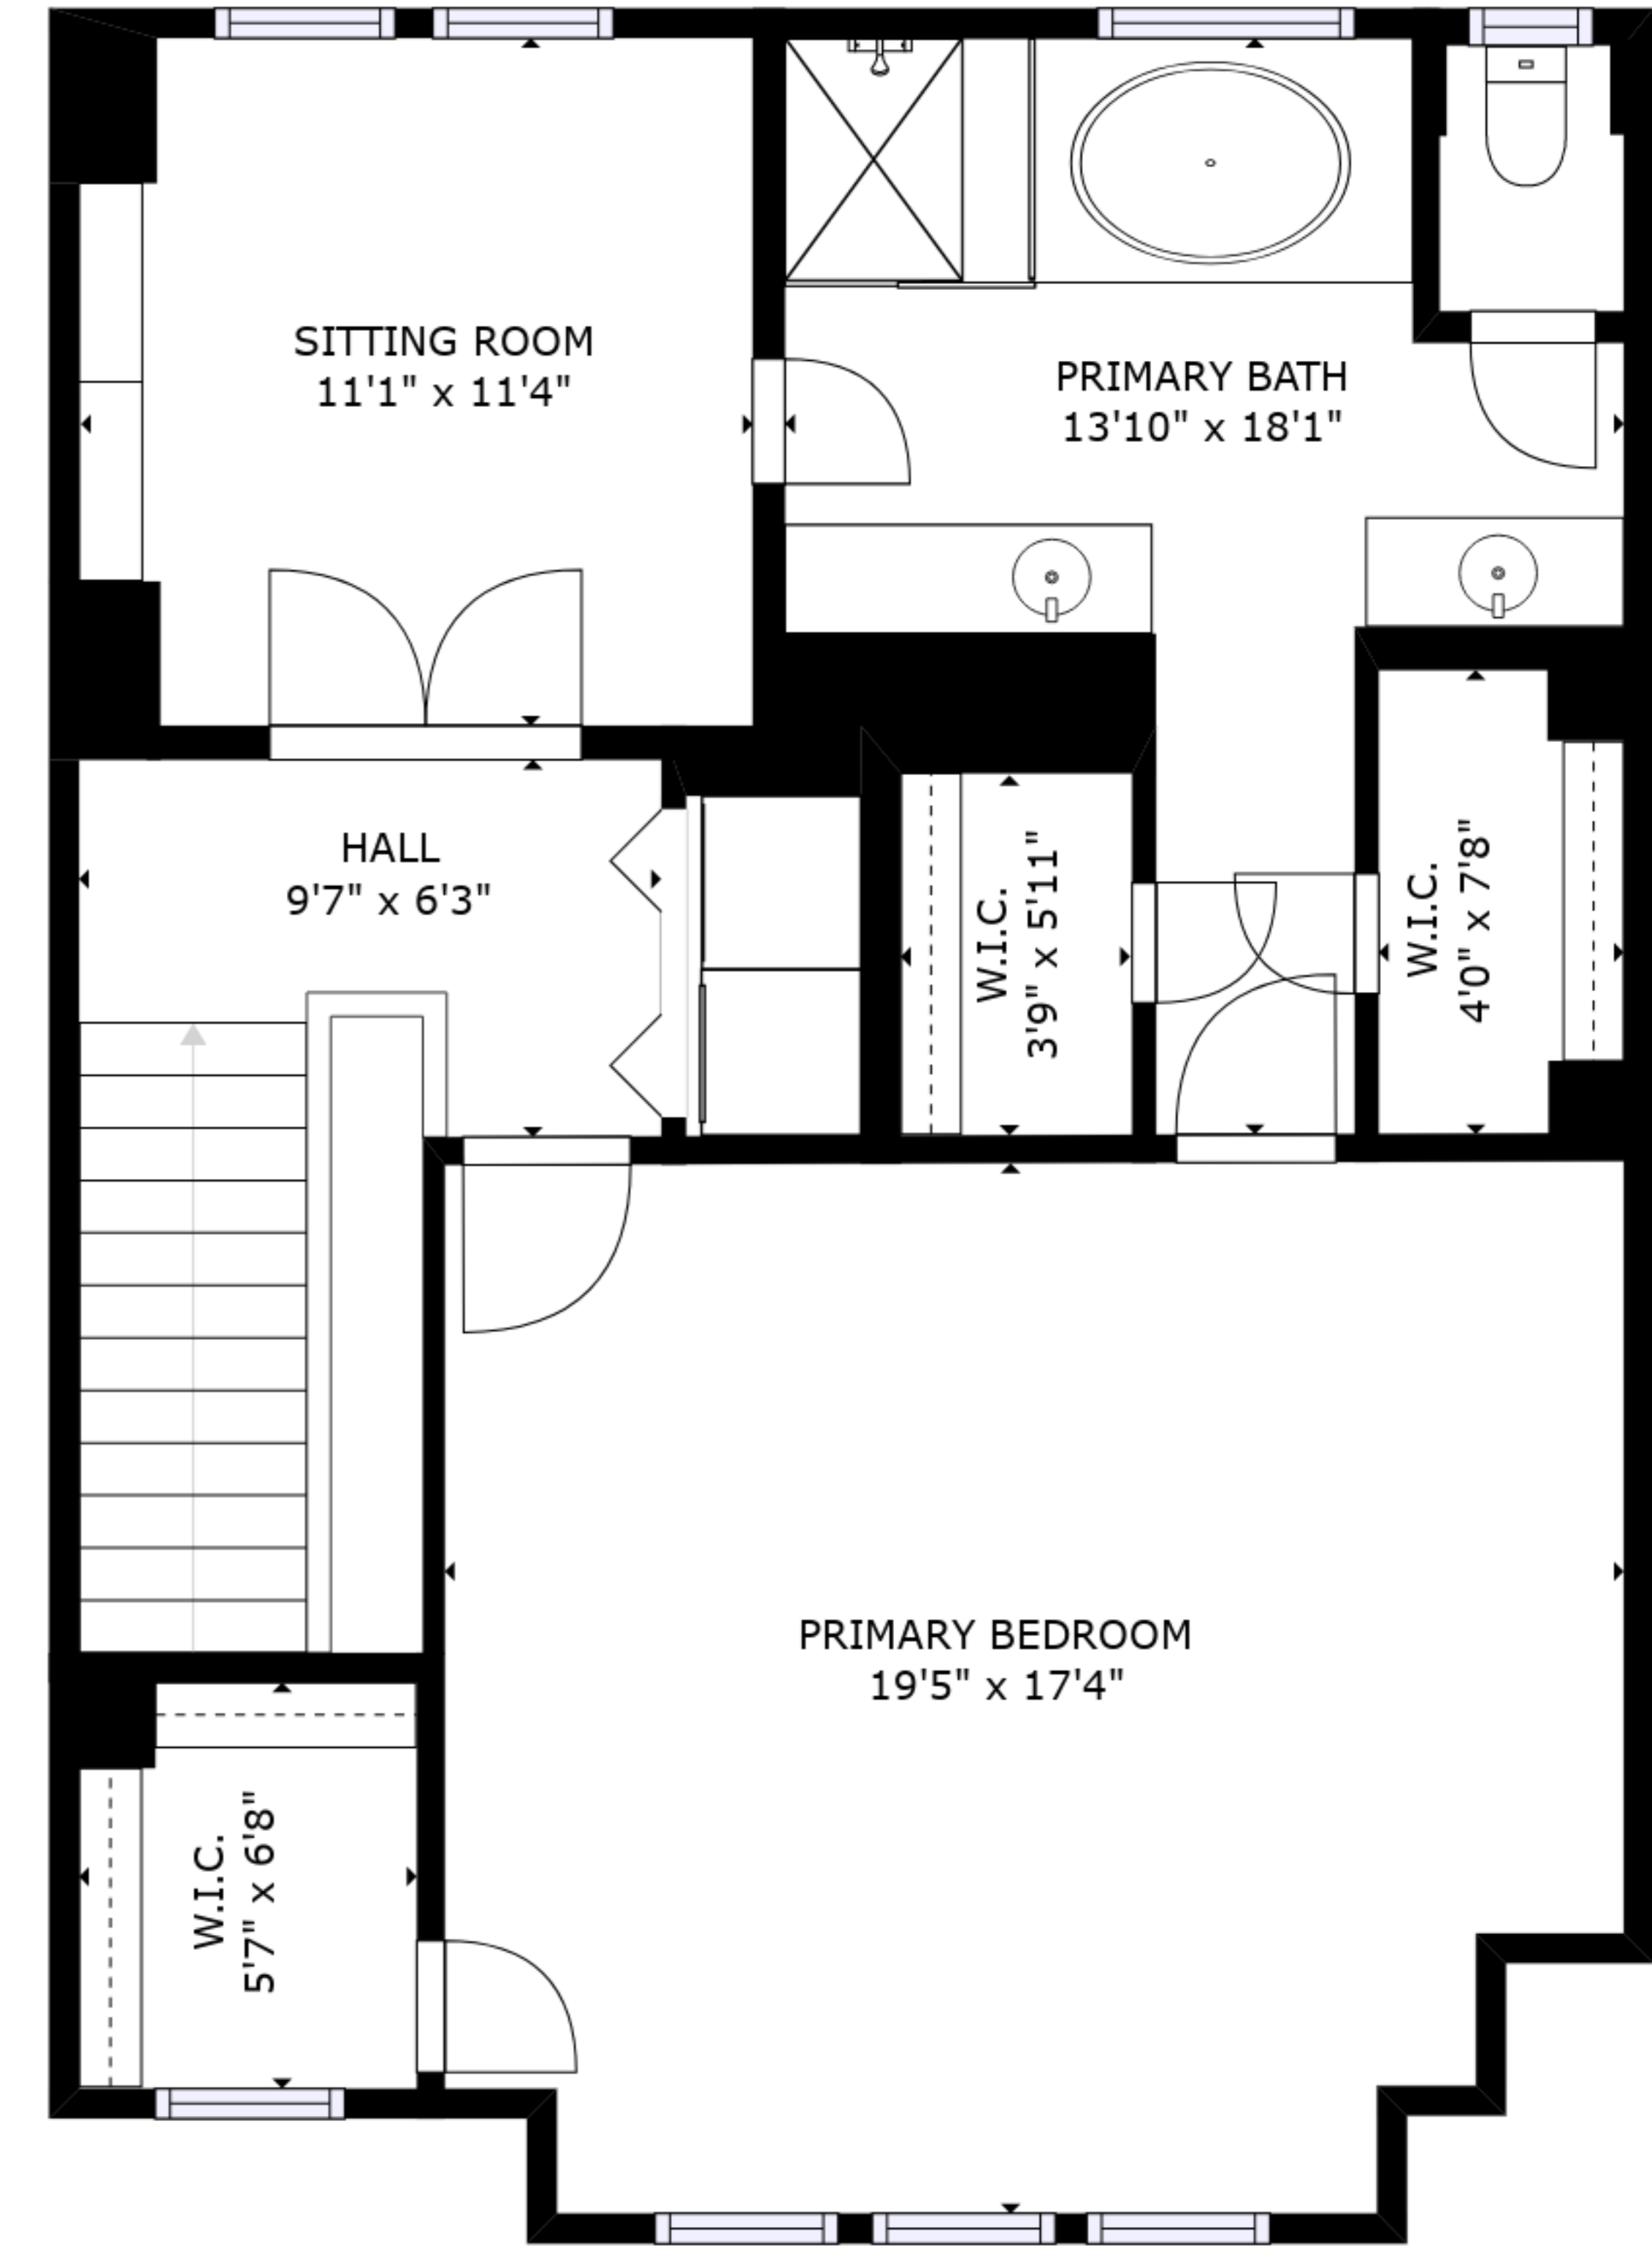 SITTING ROOM
11'1" x 11'4"
PRIMARY BATH
13'10" x 18'1"
HALL
9'7" x 6'3"
W.I.C.
3'9" x 5'11"
W.I.C.
4'0" x 7'8"
PRIMARY BEDROOM
19'5" x 17'4"
W.I.C.
5'7" x 6'8"